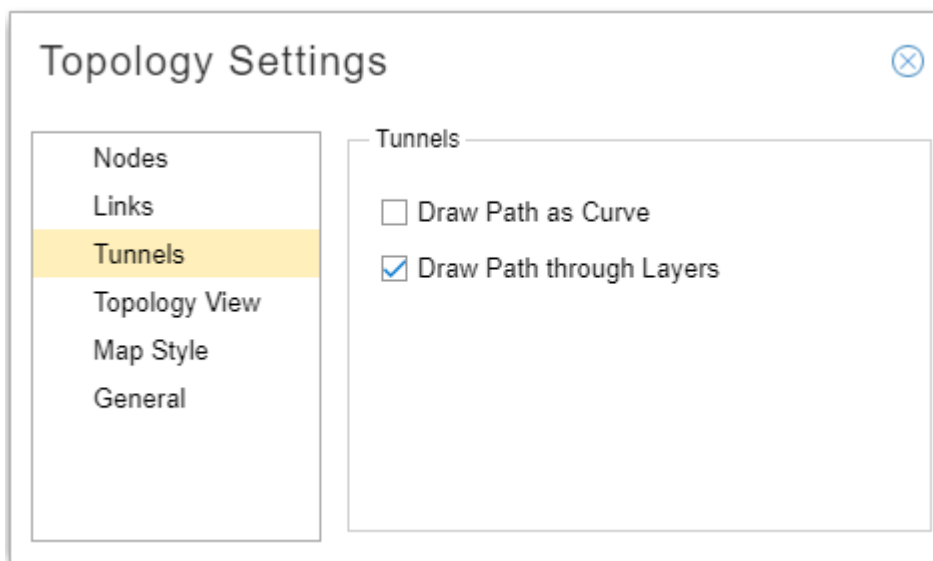 Topology Settings
Nodes
Links
Tunnels
Topology View
Map Style
General
Tunnels
Draw Path as Curve
Draw Path through Layers